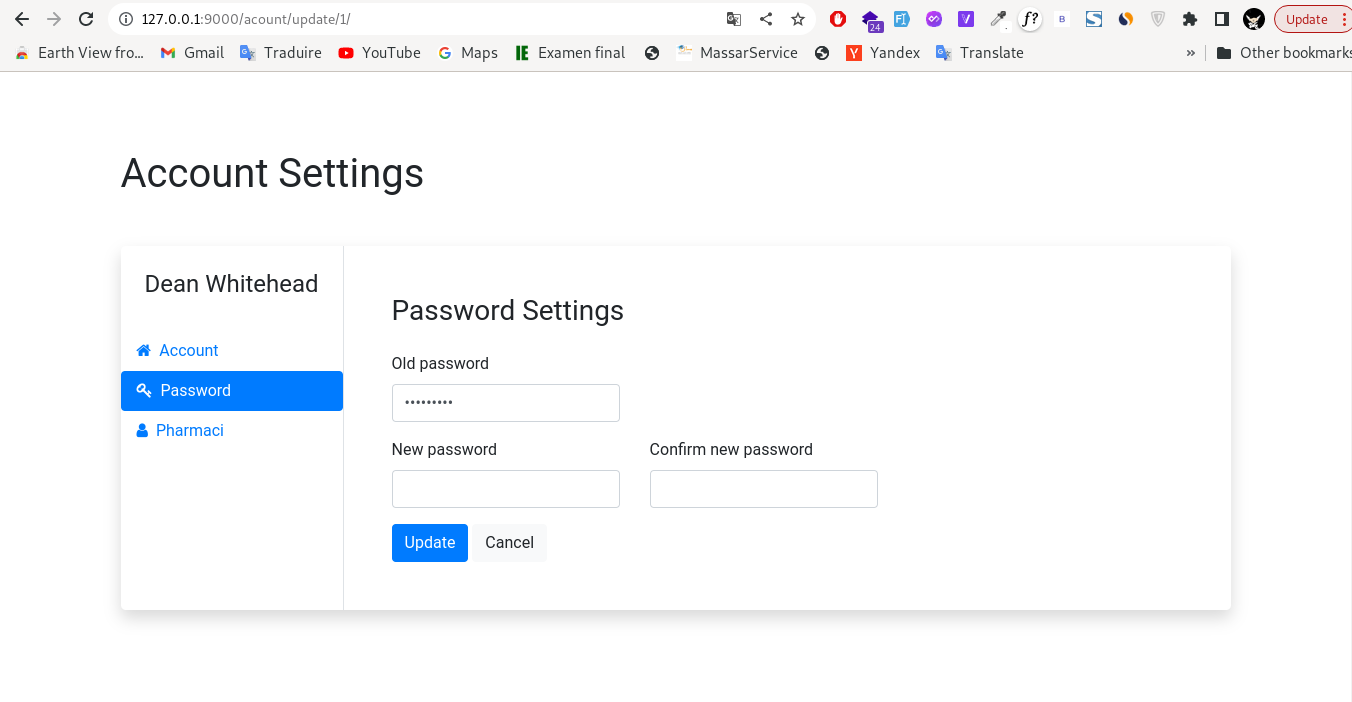 127.0.0.1:9000/acount/update/1/
24
f?
B
Update
Earth View fro...
Gmail
Traduire
YouTube
Maps
Examen final
MassarService
Yandex
Translate
»
Other bookmarks
Account Settings
Dean Whitehead
Account
Password
Pharmaci
Password Settings
Old password
•••••••••
New password
Confirm new password
Update
Cancel